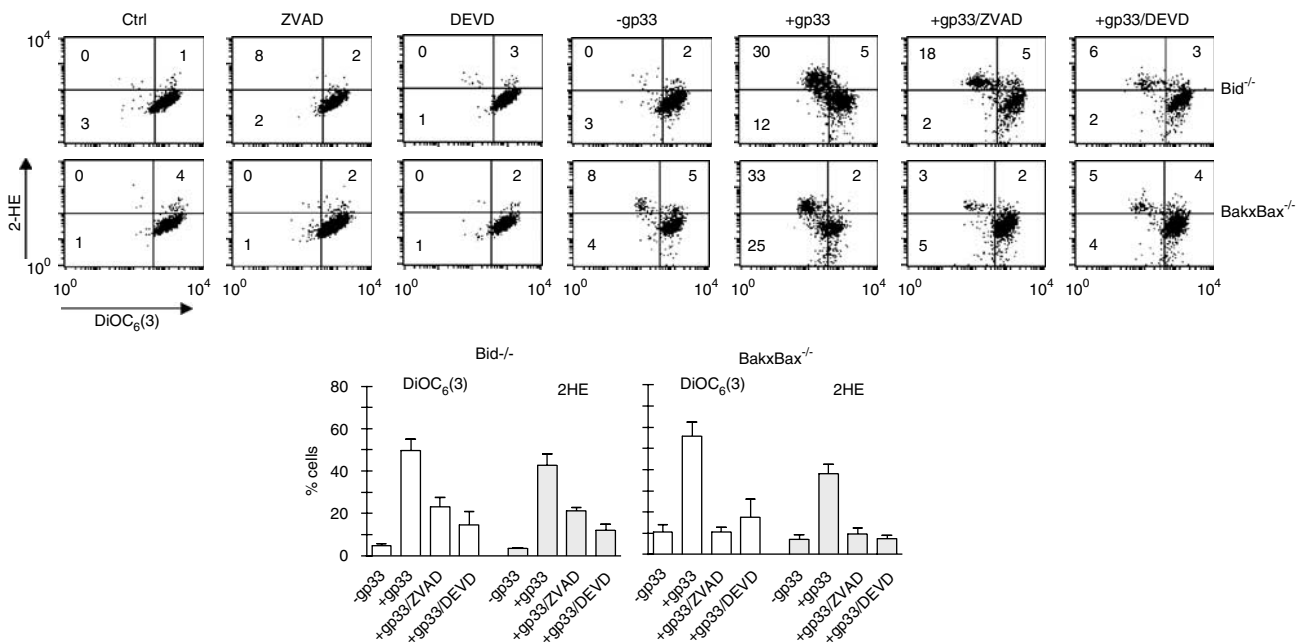 Ctrl ZVAD DEVD -gp33 +gp33 +gp33/ZVAD +gp33/DEVD
10^4
0 1 8 2 0 3 0 2 30 5 18 5 6 3
Bid^-/-
3 2 1 3 12 2 2
0 4 0 2 0 2 8 5 33 2 3 2 5 4
BakxBax^-/-
2-HE
1 1 1 4 25 5 4
10^0
10^0 10^4 10^0 10^4 10^0 10^4 10^0 10^4 10^0 10^4 10^0 10^4 10^0 10^4
DiOC6(3)
Bid-/- BakxBax^-/-
DiOC6(3) 2HE DiOC6(3) 2HE
80
60
40
20
0
% cells
-gp33 +gp33 +gp33/ZVAD +gp33/DEVD -gp33 +gp33 +gp33/ZVAD +gp33/DEVD -gp33 +gp33 +gp33/ZVAD +gp33/DEVD -gp33 +gp33 +gp33/ZVAD +gp33/DEVD